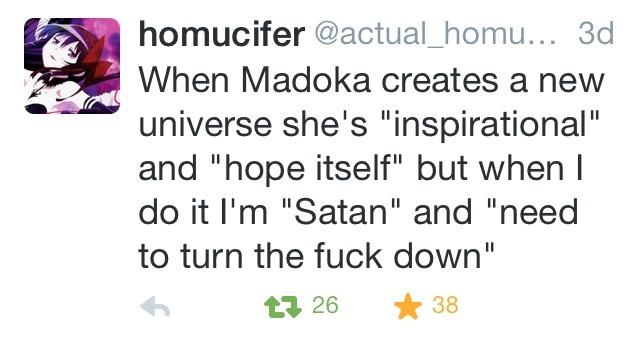 homucifer @actual_homu... 3d
When Madoka creates a new
universe she's "inspirational"
and "hope itself" but when I
do it I'm "Satan" and "need
to turn the fuck down"
26 38